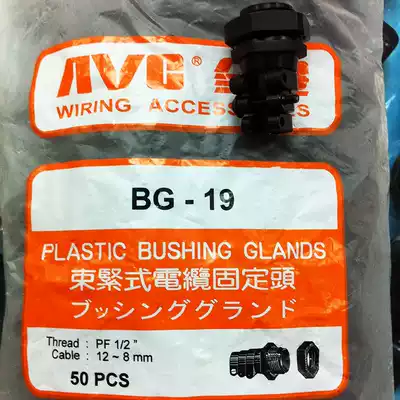 AVC®
WIRING ACCESSORIES
BG - 19
PLASTIC BUSHING GLANDS
束緊式電纜固定頭
ブッシンググランド
Thread : PF 1/2"
Cable : 12 ~ 8 mm
50 PCS